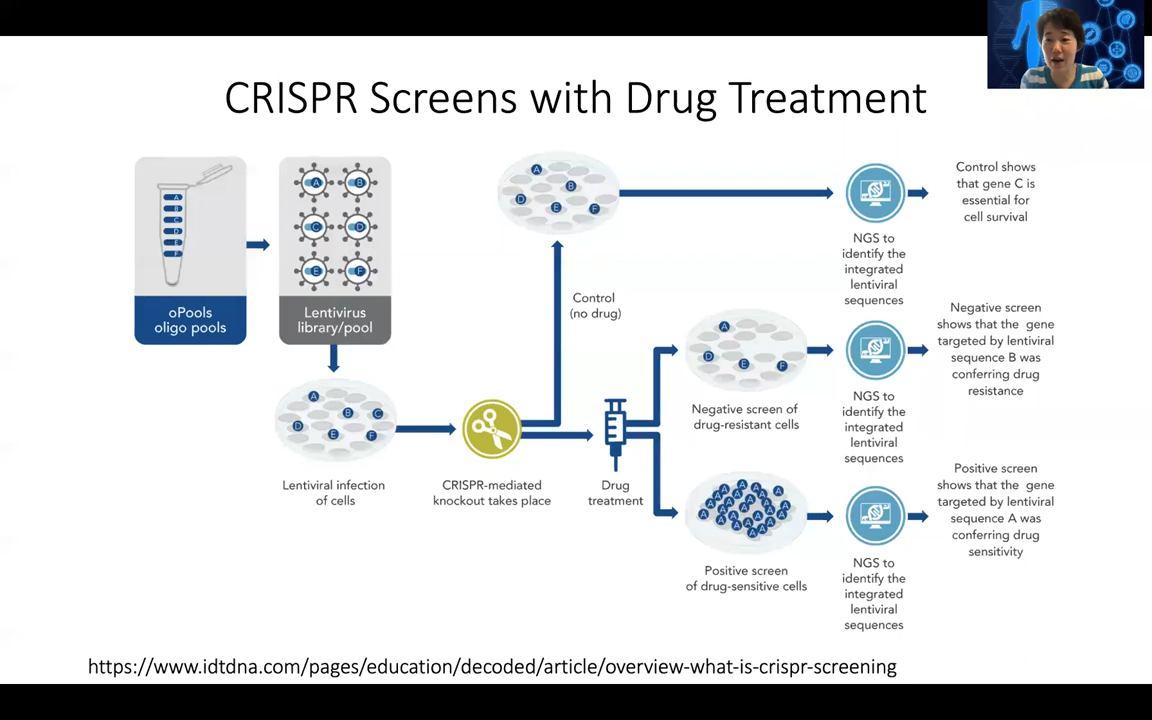 CRISPR Screens with Drug Treatment
A
B
C
D
E
F
oPools
oligo pools
A
B
C
D
E
F
Lentivirus
library/pool
A
B
C
D
E
F
Lentiviral infection
of cells
CRISPR-mediated
knockout takes place
Control
(no drug)
A
B
D
E
F
NGS to
identify the
integrated
lentiviral
sequences
Control shows
that gene C is
essential for
cell survival
Drug
treatment
A
D
E
F
Negative screen of
drug-resistant cells
NGS to
identify the
integrated
lentiviral
sequences
Negative screen
shows that the gene
targeted by lentiviral
sequence B was
conferring drug
resistance
A
Positive screen
of drug-sensitive cells
NGS to
identify the
integrated
lentiviral
sequences
Positive screen
shows that the gene
targeted by lentiviral
sequence A was
conferring drug
sensitivity
https://www.idtdna.com/pages/education/decoded/article/overview-what-is-crispr-screening